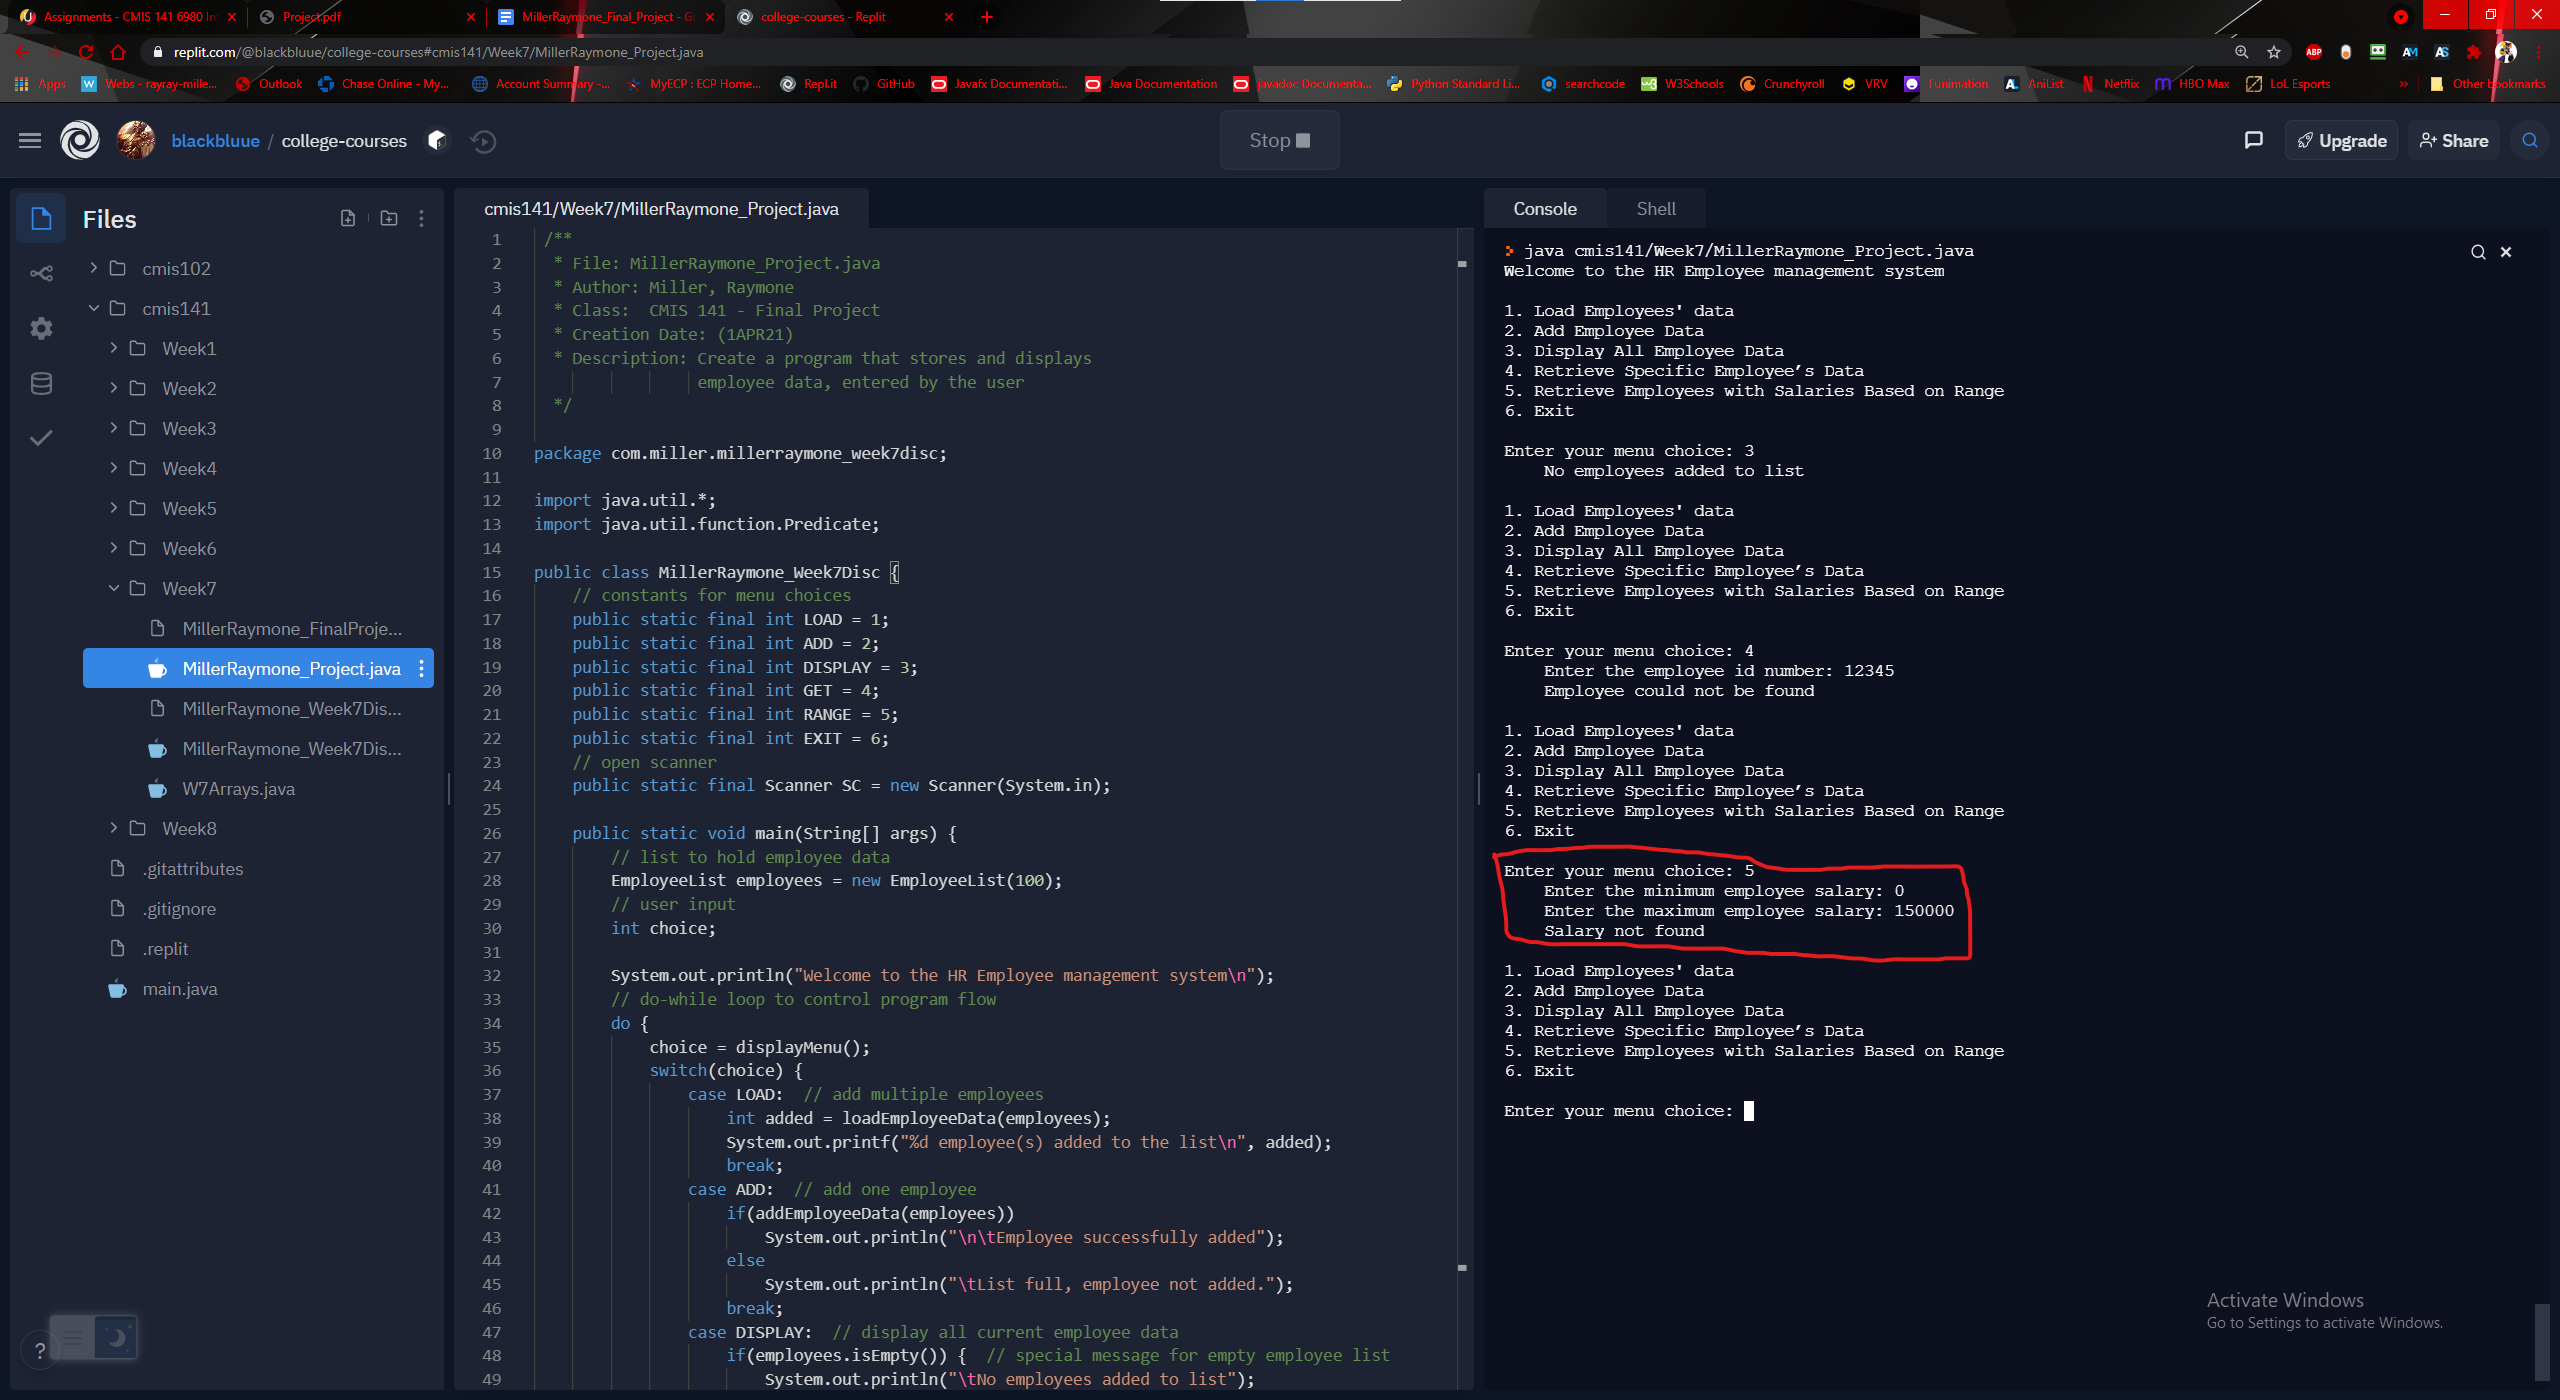 Assignments - CMIS 141 6980 In
Project.pdf
MillerRaymone_Final_Project - Go
college-courses - Replit
replit.com/@blackbluue/college-courses#cmis141/Week7/MillerRaymone_Project.java
ABP
AM
AS
Apps
Webs - rayray-mille...
Outlook
Chase Online - My...
Account Summary -...
MyECP : ECP Home...
RepLit
GitHub
Javafx Documentati...
Java Documentation
javadoc Documenta...
Python Standard Li...
searchcode
W3Schools
Crunchyroll
VRV
Funimation
AniList
Netflix
HBO Max
LoL Esports
»
Other bookmarks
blackbluue / college-courses
Stop
Upgrade
Share
Files
cmis102
cmis141
Week1
Week2
Week3
Week4
Week5
Week6
Week7
MillerRaymone_FinalProje...
MillerRaymone_Project.java
MillerRaymone_Week7Dis...
MillerRaymone_Week7Dis...
W7Arrays.java
Week8
.gitattributes
.gitignore
.replit
main.java
?
cmis141/Week7/MillerRaymone_Project.java
1 /**
2 * File: MillerRaymone_Project.java
3 * Author: Miller, Raymone
4 * Class:  CMIS 141 - Final Project
5 * Creation Date: (1APR21)
6 * Description: Create a program that stores and displays
7 employee data, entered by the user
8 */
9
10 package com.miller.millerraymone_week7disc;
11
12 import java.util.*;
13 import java.util.function.Predicate;
14
15 public class MillerRaymone_Week7Disc {
16 // constants for menu choices
17 public static final int LOAD = 1;
18 public static final int ADD = 2;
19 public static final int DISPLAY = 3;
20 public static final int GET = 4;
21 public static final int RANGE = 5;
22 public static final int EXIT = 6;
23 // open scanner
24 public static final Scanner SC = new Scanner(System.in);
25
26 public static void main(String[] args) {
27 // list to hold employee data
28 EmployeeList employees = new EmployeeList(100);
29 // user input
30 int choice;
31
32 System.out.println("Welcome to the HR Employee management system\n");
33 // do-while loop to control program flow
34 do {
35 choice = displayMenu();
36 switch(choice) {
37 case LOAD:  // add multiple employees
38 int added = loadEmployeeData(employees);
39 System.out.printf("%d employee(s) added to the list\n", added);
40 break;
41 case ADD:  // add one employee
42 if(addEmployeeData(employees))
43 System.out.println("\n\tEmployee successfully added");
44 else
45 System.out.println("\tList full, employee not added.");
46 break;
47 case DISPLAY:  // display all current employee data
48 if(employees.isEmpty()) {  // special message for empty employee list
49 System.out.println("\tNo employees added to list");
Console
Shell
java cmis141/Week7/MillerRaymone_Project.java
Welcome to the HR Employee management system
1. Load Employees' data
2. Add Employee Data
3. Display All Employee Data
4. Retrieve Specific Employee’s Data
5. Retrieve Employees with Salaries Based on Range
6. Exit
Enter your menu choice: 3
No employees added to list
1. Load Employees' data
2. Add Employee Data
3. Display All Employee Data
4. Retrieve Specific Employee’s Data
5. Retrieve Employees with Salaries Based on Range
6. Exit
Enter your menu choice: 4
Enter the employee id number: 12345
Employee could not be found
1. Load Employees' data
2. Add Employee Data
3. Display All Employee Data
4. Retrieve Specific Employee’s Data
5. Retrieve Employees with Salaries Based on Range
6. Exit
Enter your menu choice: 5
Enter the minimum employee salary: 0
Enter the maximum employee salary: 150000
Salary not found
1. Load Employees' data
2. Add Employee Data
3. Display All Employee Data
4. Retrieve Specific Employee’s Data
5. Retrieve Employees with Salaries Based on Range
6. Exit
Enter your menu choice:
Activate Windows
Go to Settings to activate Windows.